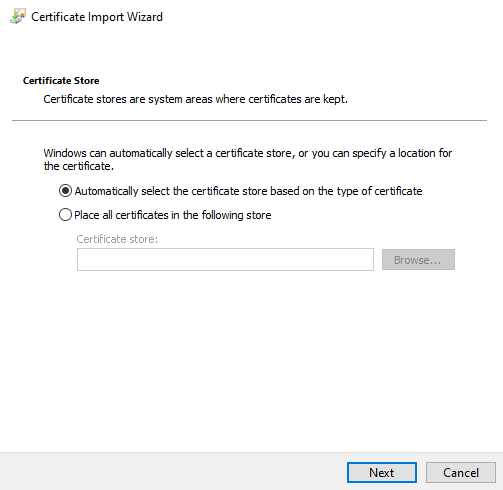 Certificate Import Wizard
Certificate Store
Certificate stores are system areas where certificates are kept.
Windows can automatically select a certificate store, or you can specify a location for
the certificate.
Automatically select the certificate store based on the type of certificate
Place all certificates in the following store
Certificate store:
Browse...
Next
Cancel